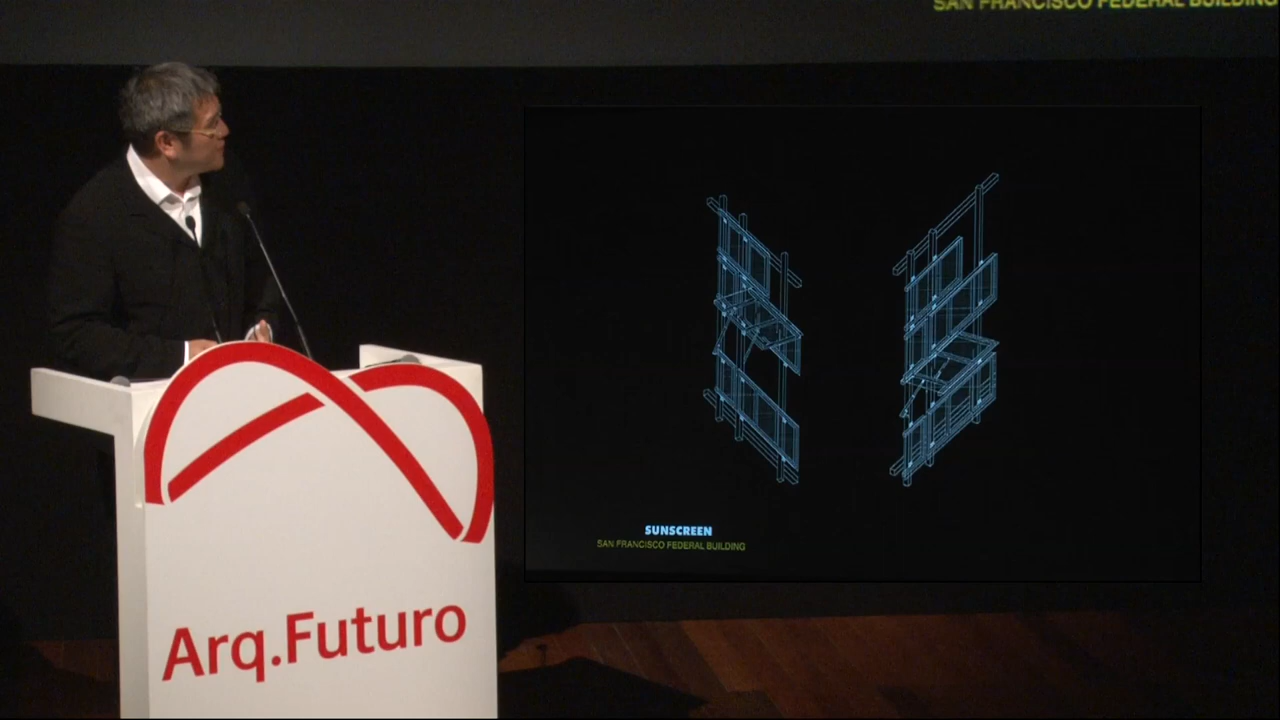 SAN FRANCISCO FEDERAL BUILDING
SUNSCREEN
SAN FRANCISCO FEDERAL BUILDING
Arq.Futuro